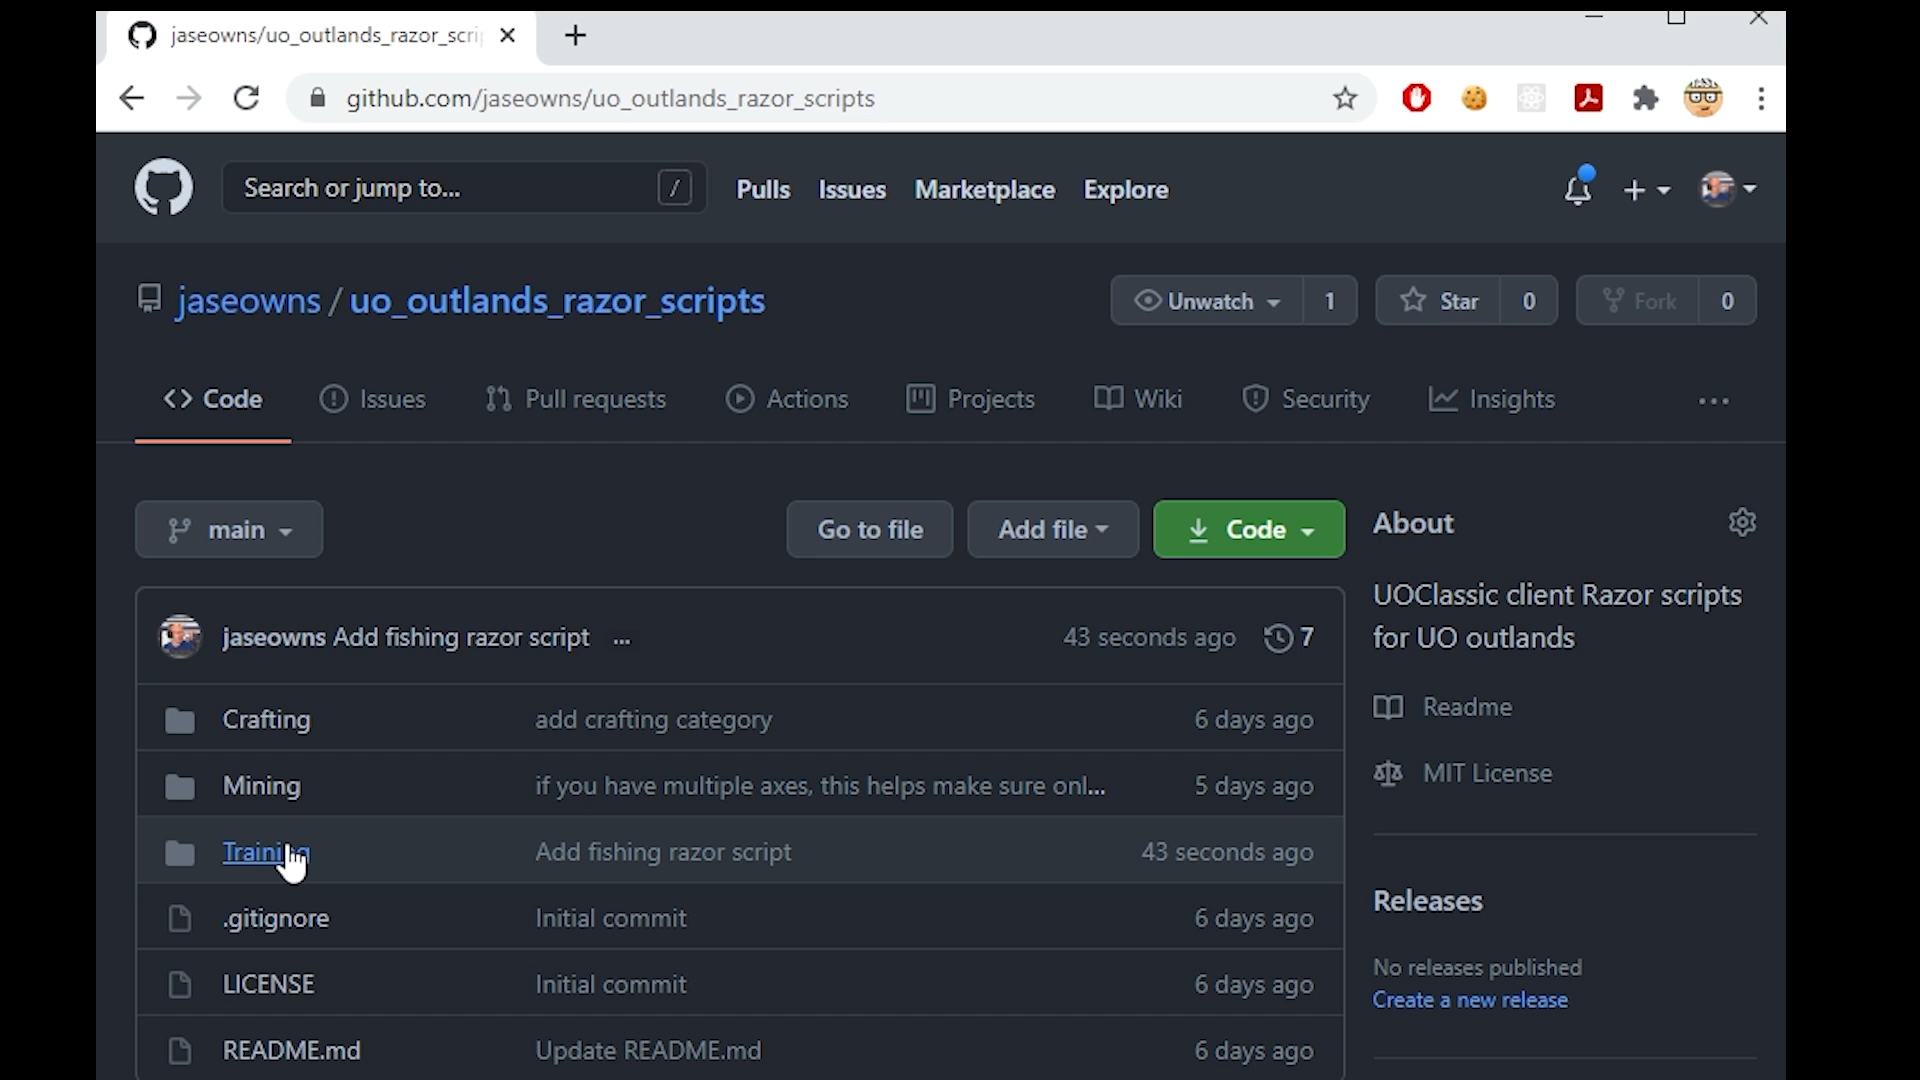 jaseowns/uo_outlands_razor_scri
github.com/jaseowns/uo_outlands_razor_scripts
Search or jump to... /
Pulls Issues Marketplace Explore
jaseowns / uo_outlands_razor_scripts
Unwatch 1 Star 0 Fork 0
Code Issues Pull requests Actions Projects Wiki Security Insights ...
main Go to file Add file Code
About
UOClassic client Razor scripts
for UO outlands
jaseowns Add fishing razor script ... 43 seconds ago 7
Readme
Crafting add crafting category 6 days ago
MIT License
Mining if you have multiple axes, this helps make sure onl... 5 days ago
Training Add fishing razor script 43 seconds ago
Releases
.gitignore Initial commit 6 days ago
No releases published
LICENSE Initial commit 6 days ago
Create a new release
README.md Update README.md 6 days ago